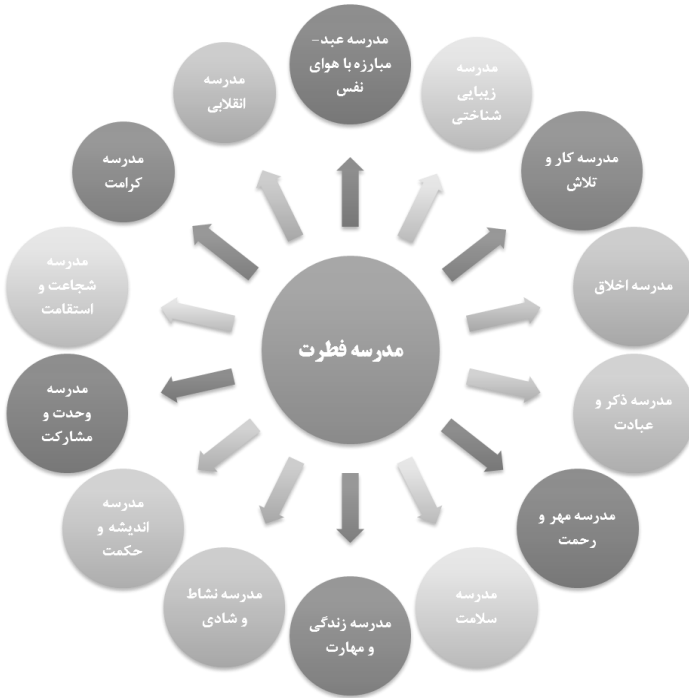 مدرسه عبد-
مبارزه با هوای
نفس
مدرسه
زیبایی
شناختی
مدرسه کار و
تلاش
مدرسه اخلاق
مدرسه ذکر و
عبادت
مدرسه مهر و
رحمت
مدرسه
سلامت
مدرسه زندگی
و مهارت
مدرسه نشاط
و شادی
مدرسه
اندیشه و
حکمت
مدرسه
وحدت و
مشارکت
مدرسه
شجاعت و
استقامت
مدرسه
کرامت
مدرسه
انقلابی
مدرسه فطرت